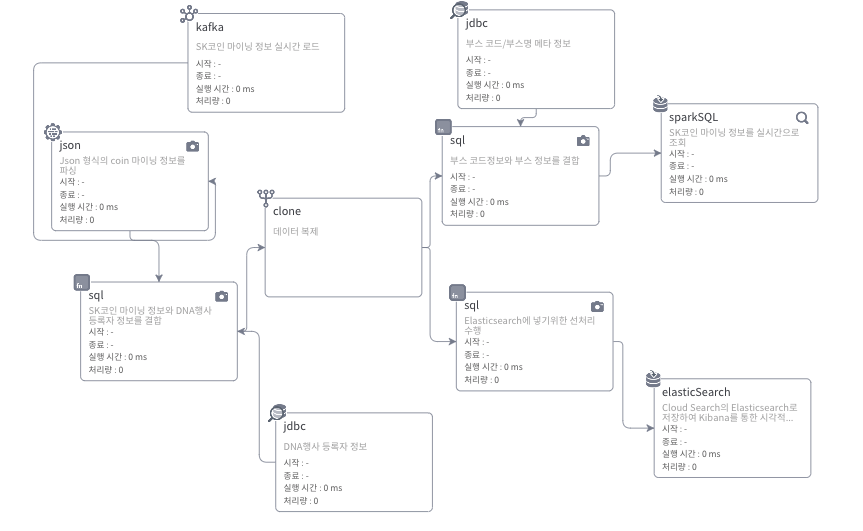 kafka
SK코인 마이닝 정보 실시간 로드
시작 : -
종료 : -
실행 시간 : 0 ms
처리량 : 0
jdbc
부스 코드/부스명 메타 정보
시작 : -
종료 : -
실행 시간 : 0 ms
처리량 : 0
sparkSQL
SK코인 마이닝 정보를 실시간으로
조회
시작 : -
종료 : -
실행 시간 : 0 ms
처리량 : 0
json
Json 형식의 coin 마이닝 정보를
파싱
시작 : -
종료 : -
실행 시간 : 0 ms
처리량 : 0
fn
sql
부스 코드정보와 부스 정보를 결합
시작 : -
종료 : -
실행 시간 : 0 ms
처리량 : 0
clone
데이터 복제
fn
sql
SK코인 마이닝 정보와 DNA행사
등록자 정보를 결합
시작 : -
종료 : -
실행 시간 : 0 ms
처리량 : 0
fn
sql
Elasticsearch에 넣기위한 선처리
수행
시작 : -
종료 : -
실행 시간 : 0 ms
처리량 : 0
elasticSearch
Cloud Search의 Elasticsearch로
저장하여 Kibana를 통한 시각적...
시작 : -
종료 : -
실행 시간 : 0 ms
처리량 : 0
jdbc
DNA행사 등록자 정보
시작 : -
종료 : -
실행 시간 : 0 ms
처리량 : 0